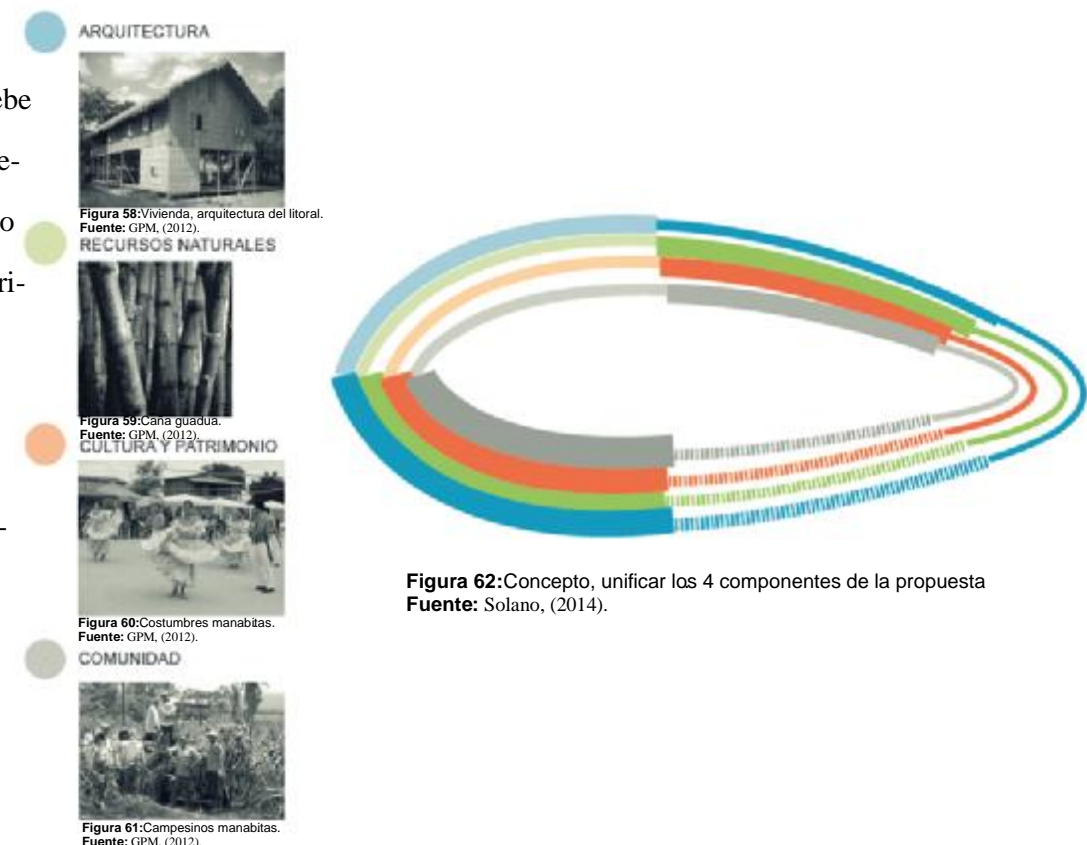 ARQUITECTURA
ebe
e-
o
ri-
-
Figura 58:Vivienda, arquitectura del litoral.
Fuente: GPM, (2012).
RECURSOS NATURALES
Figura 59:Caña guadua.
Fuente: GPM, (2012).
CULTURA Y PATRIMONIO
Figura 60:Costumbres manabitas.
Fuente: GPM, (2012).
COMUNIDAD
Figura 61:Campesinos manabitas.
Fuente: GPM, (2012).
Figura 62:Concepto, unificar los 4 componentes de la propuesta
Fuente: Solano, (2014).